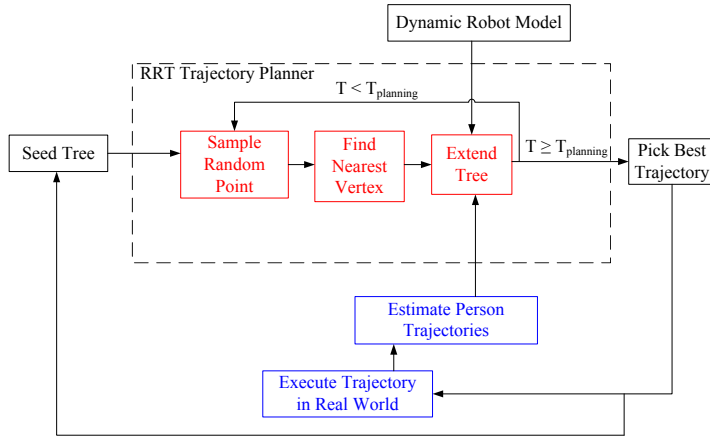 Dynamic Robot Model
RRT Trajectory Planner
T < Tplanning
Seed Tree
Sample
Random
Point
Find
Nearest
Vertex
Extend
Tree
T ≥ Tplanning
Pick Best
Trajectory
Estimate Person
Trajectories
Execute Trajectory
in Real World